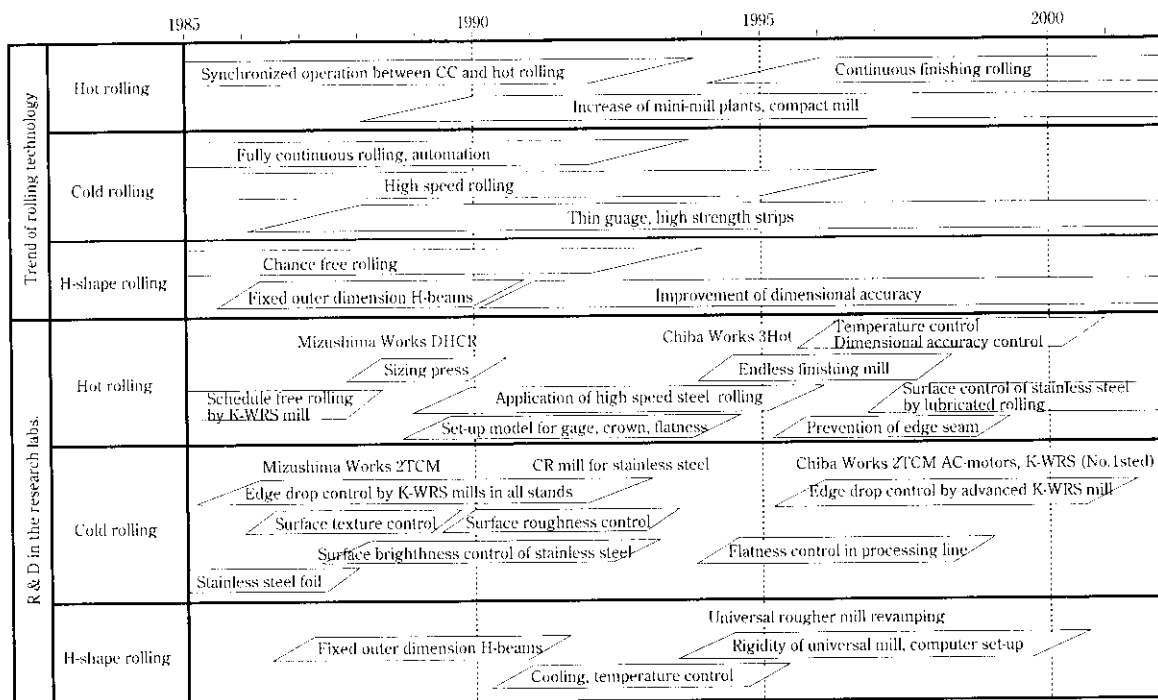 1985 1990 1995 2000
Trend of rolling technology
Hot rolling
Synchronized operation between CC and hot rolling
Continuous finishing rolling
Increase of mini-mill plants, compact mill
Cold rolling
Fully continuous rolling, automation
High speed rolling
Thin guage, high strength strips
H-shape rolling
Chance free rolling
Fixed outer dimension H-beams
Improvement of dimensional accuracy
R & D in the research labs.
Hot rolling
Mizushima Works DHCR
Chiba Works 3Hot
Temperature control
Dimensional accuracy control
Sizing press
Endless finishing mill
Schedule free rolling
by K-WRS mill
Application of high speed steel rolling
Surface control of stainless steel
by lubricated rolling
Set-up model for gage, crown, flatness
Prevention of edge seam
Cold rolling
Mizushima Works 2TCM
CR mill for stainless steel
Chiba Works 2TCM AC-motors, K-WRS (No.1sted)
Edge drop control by K-WRS mills in all stands
Edge drop control by advanced K-WRS mill
Surface texture control
Surface roughness control
Surface brighthness control of stainless steel
Flatness control in processing line
Stainless steel foil
H-shape rolling
Universal rougher mill revamping
Fixed outer dimension H-beams
Rigidity of universal mill, computer set-up
Cooling, temperature control